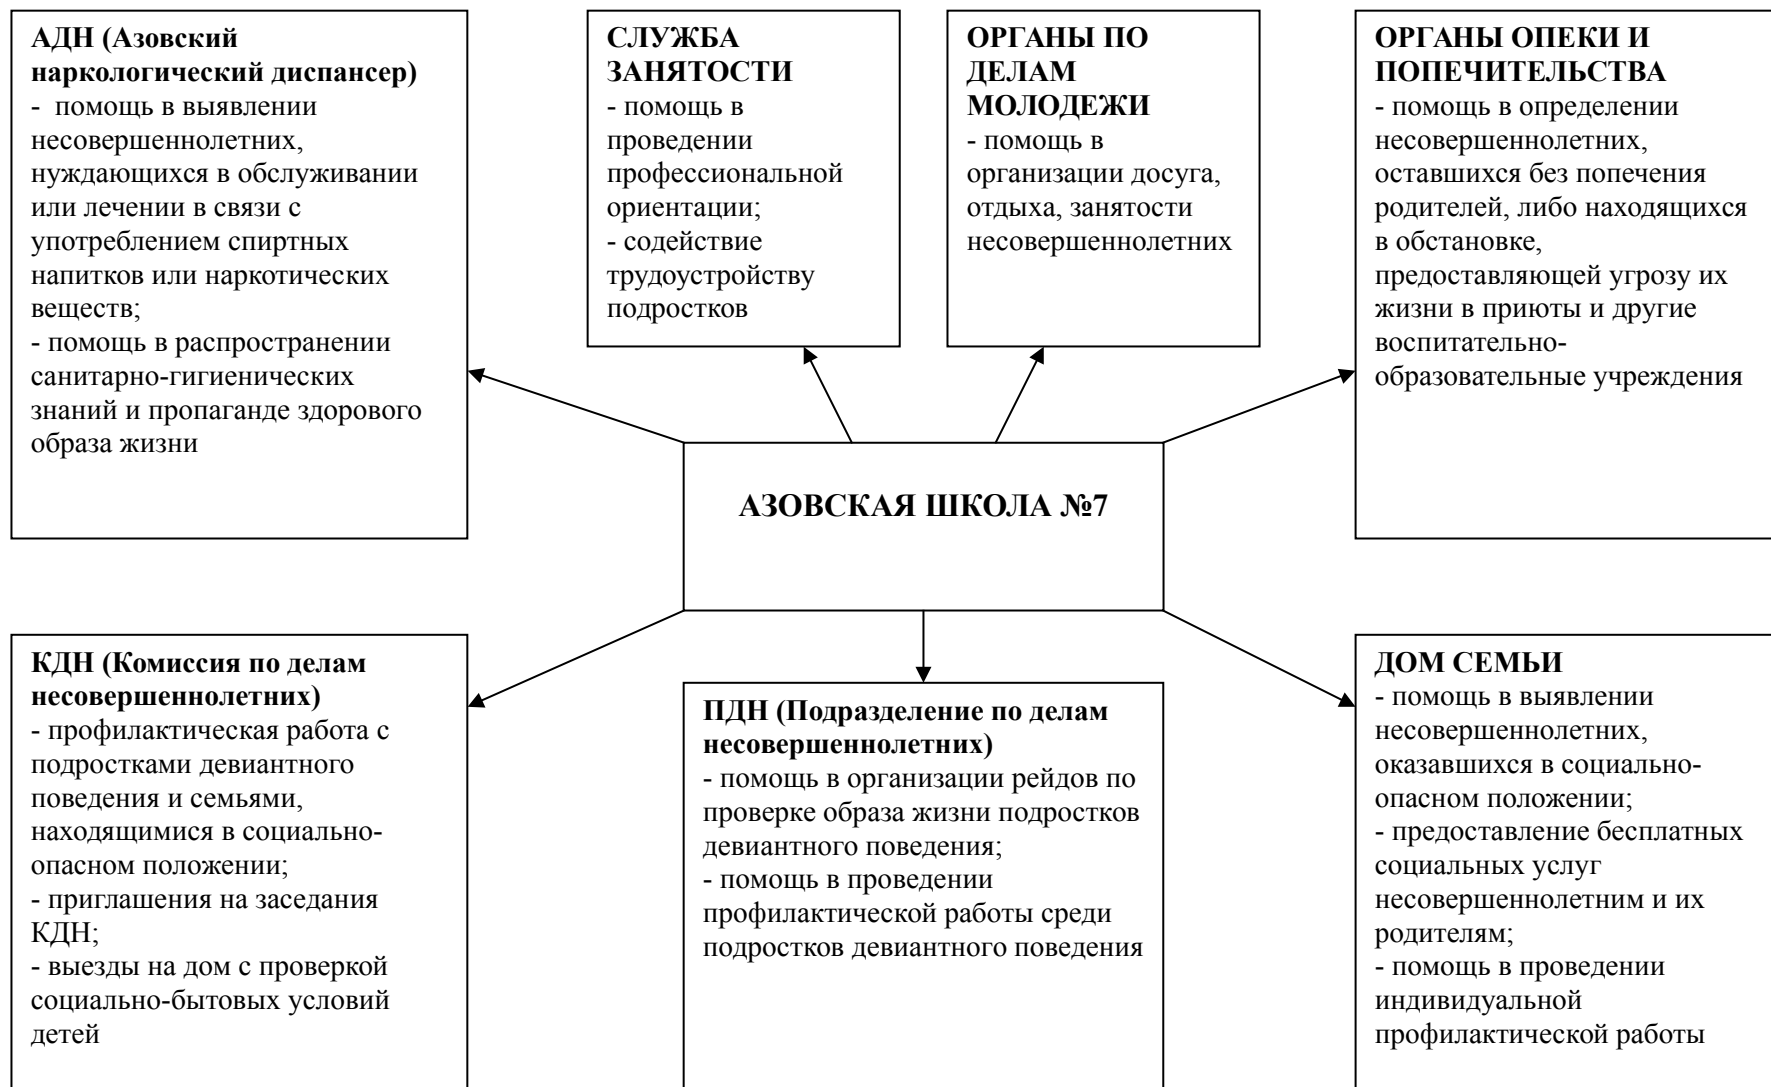 АДН (Азовский
наркологический диспансер)
- помощь в выявлении
несовершеннолетних,
нуждающихся в обслуживании
или лечении в связи с
употреблением спиртных
напитков или наркотических
веществ;
- помощь в распространении
санитарно-гигиенических
знаний и пропаганде здорового
образа жизни
СЛУЖБА
ЗАНЯТОСТИ
- помощь в
проведении
профессиональной
ориентации;
- содействие
трудоустройству
подростков
ОРГАНЫ ПО
ДЕЛАМ
МОЛОДЕЖИ
- помощь в
организации досуга,
отдыха, занятости
несовершеннолетних
ОРГАНЫ ОПЕКИ И
ПОПЕЧИТЕЛЬСТВА
- помощь в определении
несовершеннолетних,
оставшихся без попечения
родителей, либо находящихся
в обстановке,
предоставляющей угрозу их
жизни в приюты и другие
воспитательно-
образовательные учреждения
АЗОВСКАЯ ШКОЛА №7
КДН (Комиссия по делам
несовершеннолетних)
- профилактическая работа с
подростками девиантного
поведения и семьями,
находящимися в социально-
опасном положении;
- приглашения на заседания
КДН;
- выезды на дом с проверкой
социально-бытовых условий
детей
ПДН (Подразделение по делам
несовершеннолетних)
- помощь в организации рейдов по
проверке образа жизни подростков
девиантного поведения;
- помощь в проведении
профилактической работы среди
подростков девиантного поведения
ДОМ СЕМЬИ
- помощь в выявлении
несовершеннолетних,
оказавшихся в социально-
опасном положении;
- предоставление бесплатных
социальных услуг
несовершеннолетним и их
родителям;
- помощь в проведении
индивидуальной
профилактической работы